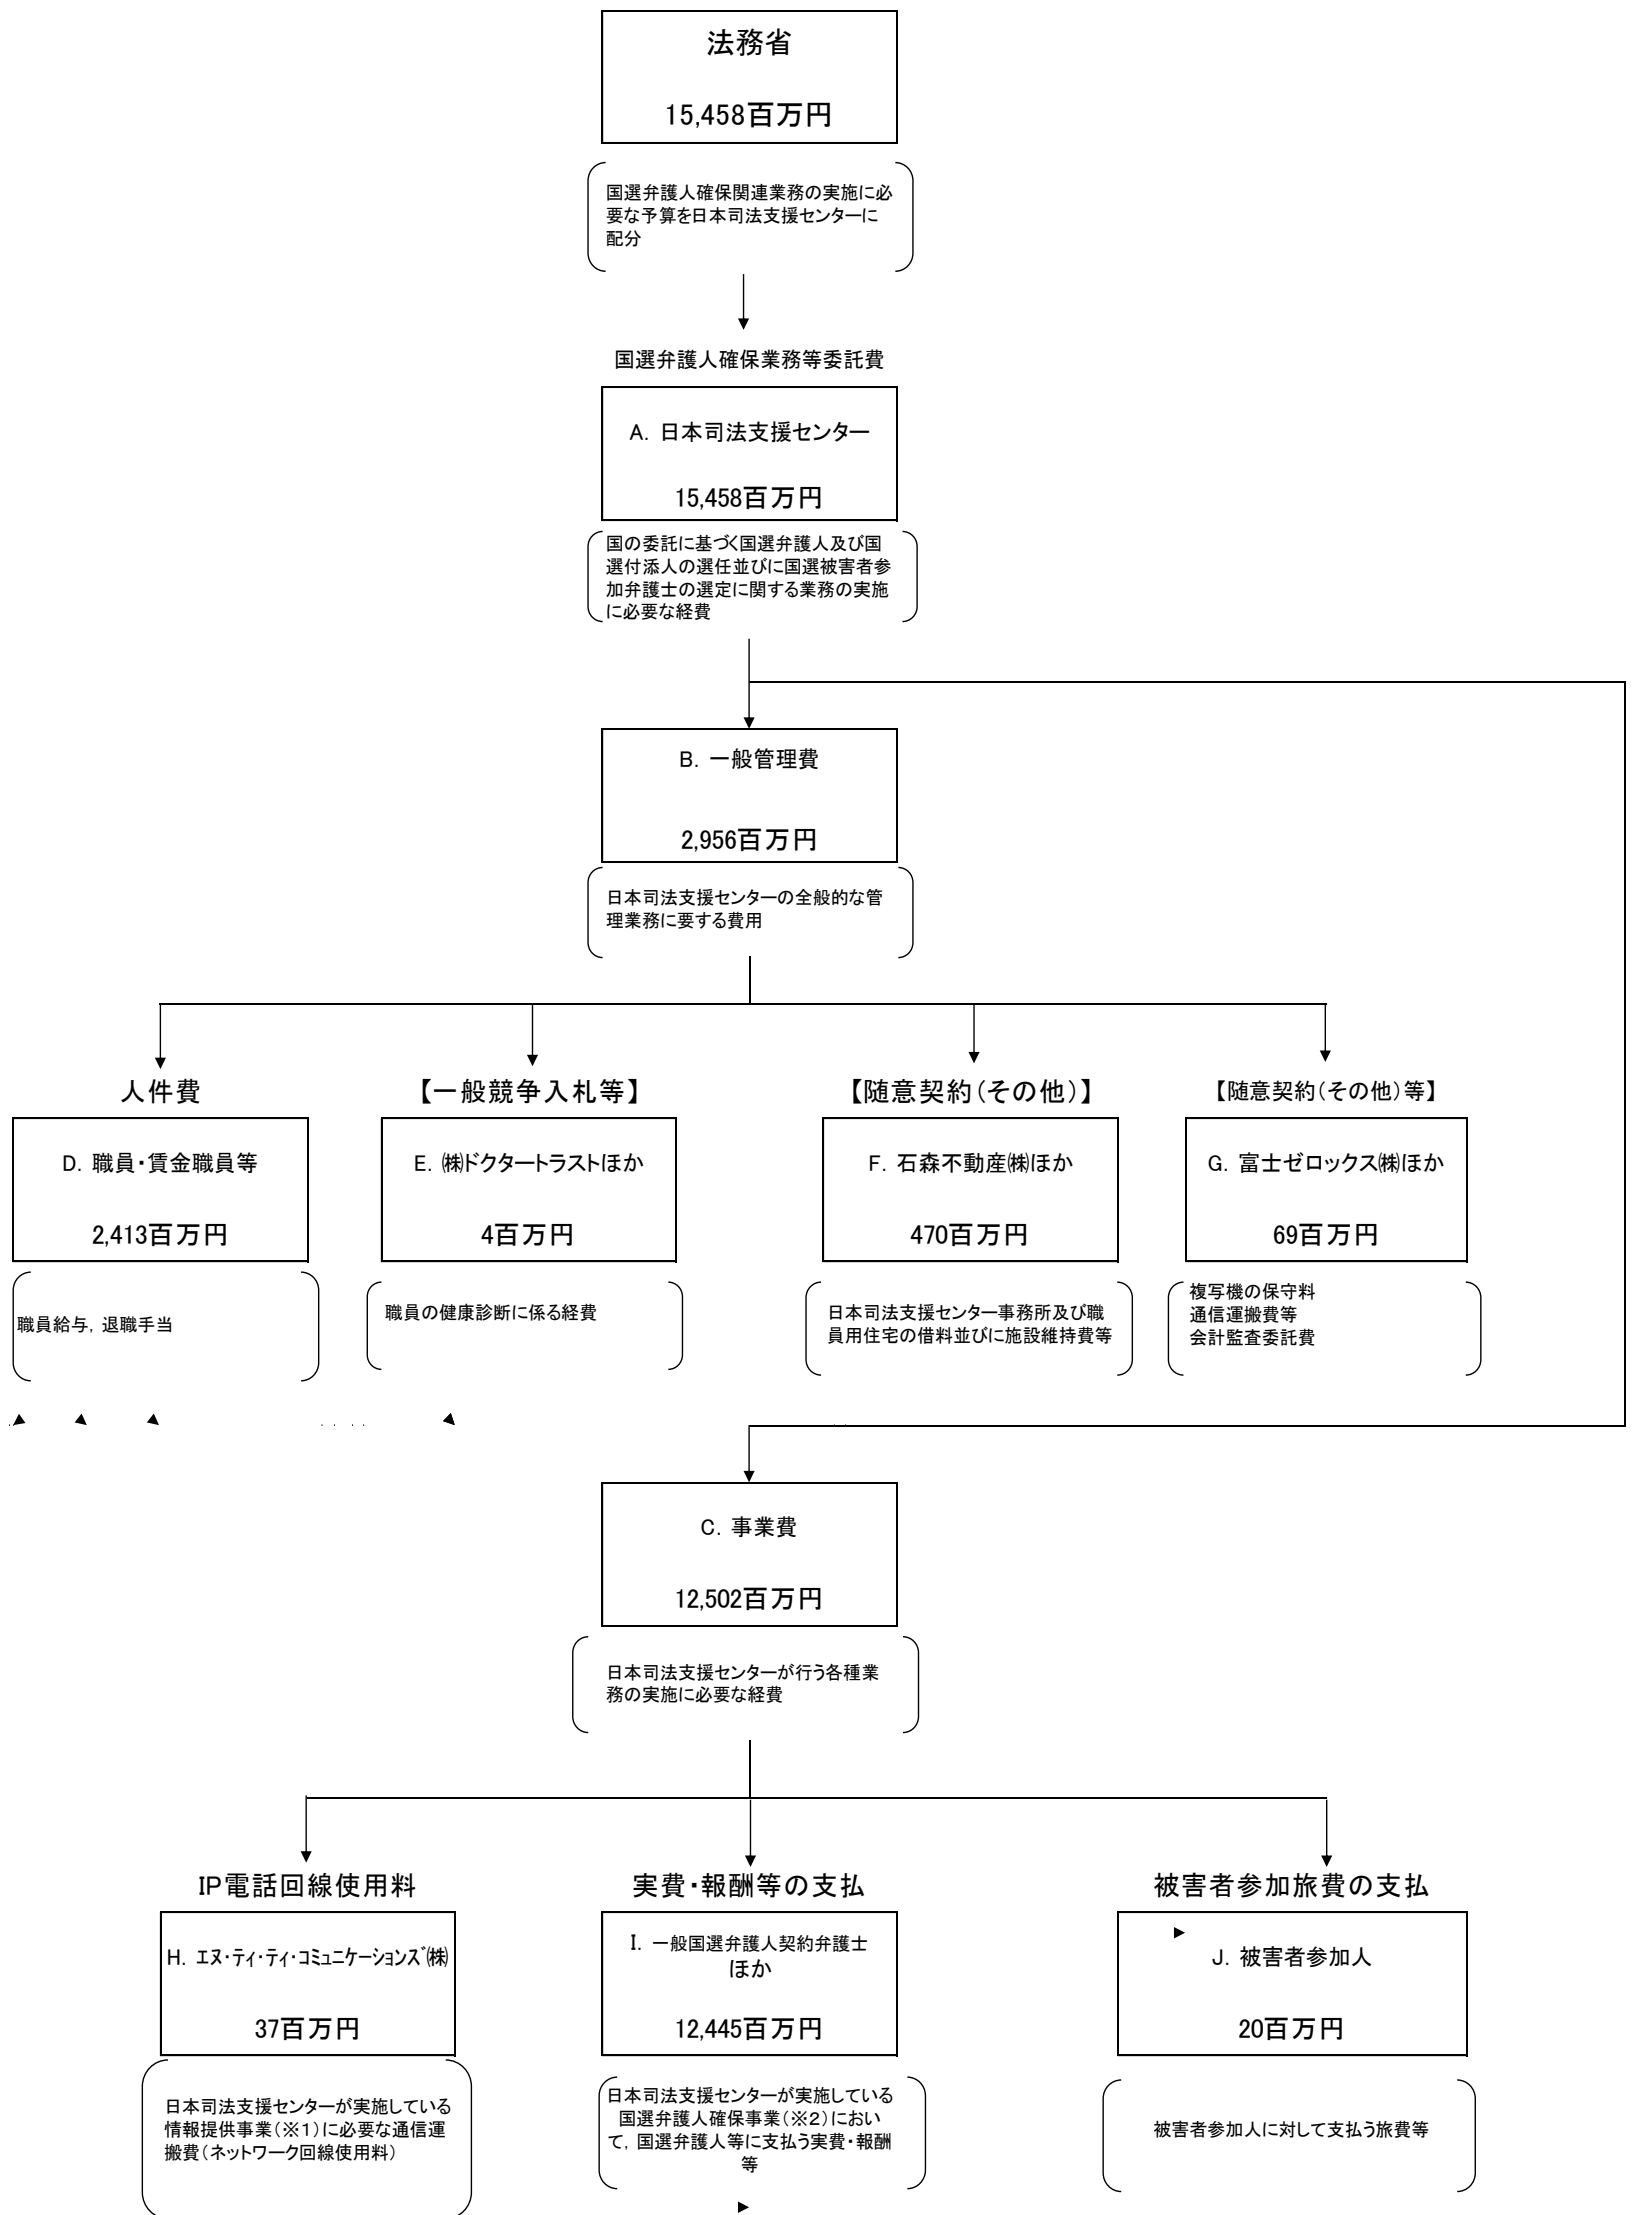 法務省
15,458百万円
国選弁護人確保関連業務の実施に必
要な予算を日本司法支援センターに
配分
国選弁護人確保業務等委託費
A. 日本司法支援センター
15,458百万円
国の委託に基づく国選弁護人及び国
選付添人の選任並びに国選被害者参
加弁護士の選定に関する業務の実施
に必要な経費
B. 一般管理費
2,956百万円
日本司法支援センターの全般的な管
理業務に要する費用
人件費
D. 職員・賃金職員等
2,413百万円
職員給与，退職手当
【一般競争入札等】
E. ㈱ドクタートラストほか
4百万円
職員の健康診断に係る経費
【随意契約（その他）】
F. 石森不動産㈱ほか
470百万円
日本司法支援センター事務所及び職
員用住宅の借料並びに施設維持費等
【随意契約（その他）等】
G. 富士ゼロックス㈱ほか
69百万円
複写機の保守料
通信運搬費等
会計監査委託費
C. 事業費
12,502百万円
日本司法支援センターが行う各種業
務の実施に必要な経費
IP電話回線使用料
H. ｴﾇ･ﾃｨ･ﾃｨ･ｺﾐｭﾆｹｰｼｮﾝｽﾞ㈱
37百万円
日本司法支援センターが実施している
情報提供事業（※１）に必要な通信運
搬費（ネットワーク回線使用料）
実費・報酬等の支払
I. 一般国選弁護人契約弁護士
ほか
12,445百万円
日本司法支援センターが実施している
国選弁護人確保事業（※２）におい
て，国選弁護人等に支払う実費・報酬
等
被害者参加旅費の支払
J. 被害者参加人
20百万円
被害者参加人に対して支払う旅費等